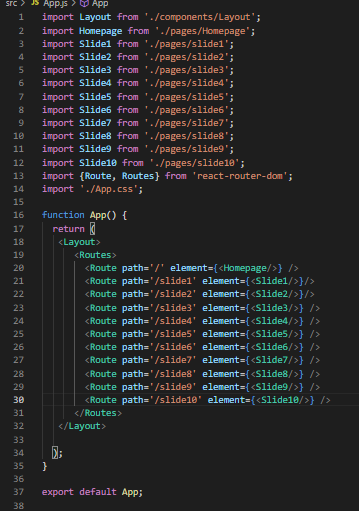 src > JS App.js > App
1 import Layout from './components/Layout';
2 import Homepage from './pages/Homepage';
3 import Slide1 from './pages/slide1';
4 import Slide2 from './pages/slide2';
5 import Slide3 from './pages/slide3';
6 import Slide4 from './pages/slide4';
7 import Slide5 from './pages/slide5';
8 import Slide6 from './pages/slide6';
9 import Slide7 from './pages/slide7';
10 import Slide8 from './pages/slide8';
11 import Slide9 from './pages/slide9';
12 import Slide10 from './pages/slide10';
13 import {Route, Routes} from 'react-router-dom';
14 import './App.css';
15
16 function App() {
17 return (
18 <Layout>
19 <Routes>
20 <Route path='/' element={<Homepage/>} />
21 <Route path='/slide1' element={<Slide1/>}/>
22 <Route path='/slide2' element={<Slide2/>}/>
23 <Route path='/slide3' element={<Slide3/>} />
24 <Route path='/slide4' element={<Slide4/>} />
25 <Route path='/slide5' element={<Slide5/>} />
26 <Route path='/slide6' element={<Slide6/>} />
27 <Route path='/slide7' element={<Slide7/>} />
28 <Route path='/slide8' element={<Slide8/>} />
29 <Route path='/slide9' element={<Slide9/>} />
30 <Route path='/slide10' element={<Slide10/>} />
31 </Routes>
32 </Layout>
33
34 );
35 }
36
37 export default App;
38